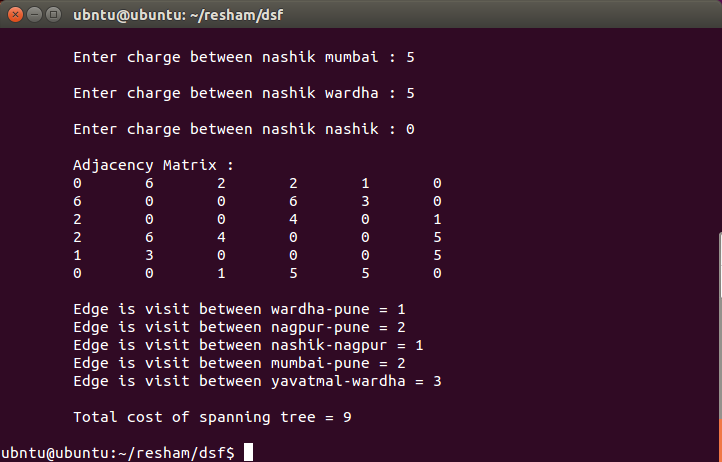 ubntu@ubuntu: ~/resham/dsf
Enter charge between nashik mumbai : 5
Enter charge between nashik wardha : 5
Enter charge between nashik nashik : 0
Adjacency Matrix :
0 6 2 2 1 0
6 0 0 6 3 0
2 0 0 4 0 1
2 6 4 0 0 5
1 3 0 0 0 5
0 0 1 5 5 0
Edge is visit between wardha-pune = 1
Edge is visit between nagpur-pune = 2
Edge is visit between nashik-nagpur = 1
Edge is visit between mumbai-pune = 2
Edge is visit between yavatmal-wardha = 3
Total cost of spanning tree = 9
ubntu@ubuntu:~/resham/dsf$